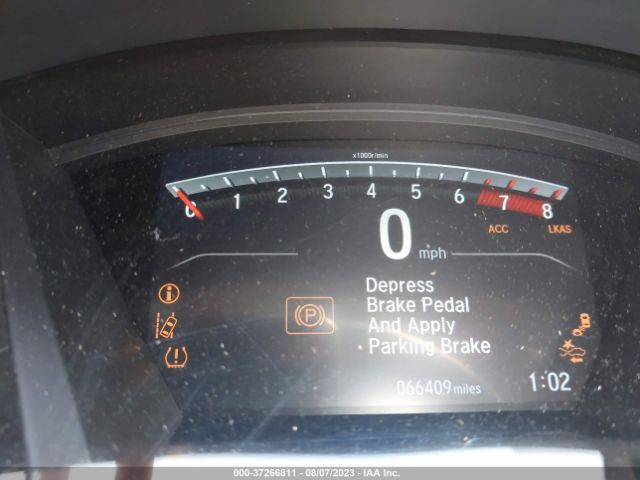 x1000r/min
0 1 2 3 4 5 6 7 8
ACC LKAS
0 mph
Depress
Brake Pedal
And Apply
Parking Brake
P
066409 miles
1:02
000-37266811 - 08/07/2023 - IAA Inc.